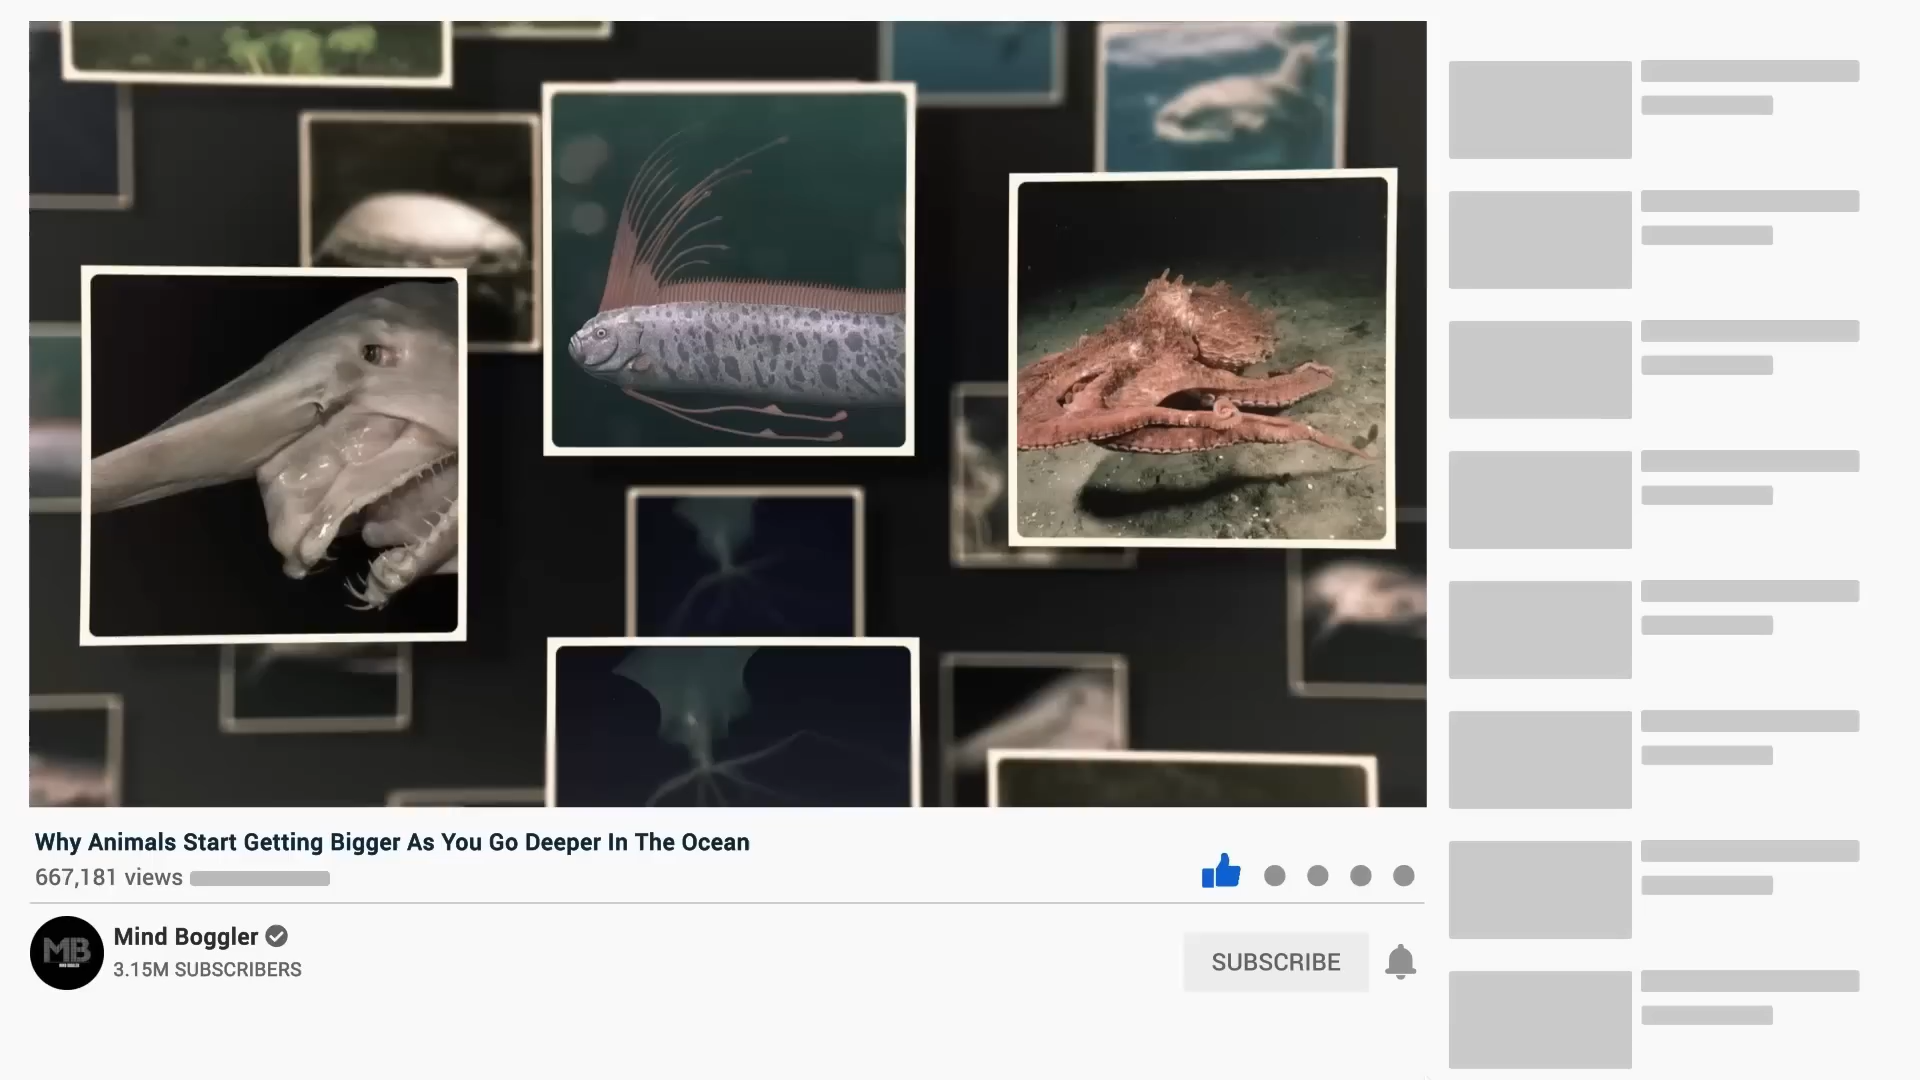 Why Animals Start Getting Bigger As You Go Deeper In The Ocean
667,181 views
MB
Mind Boggler
3.15M SUBSCRIBERS
SUBSCRIBE